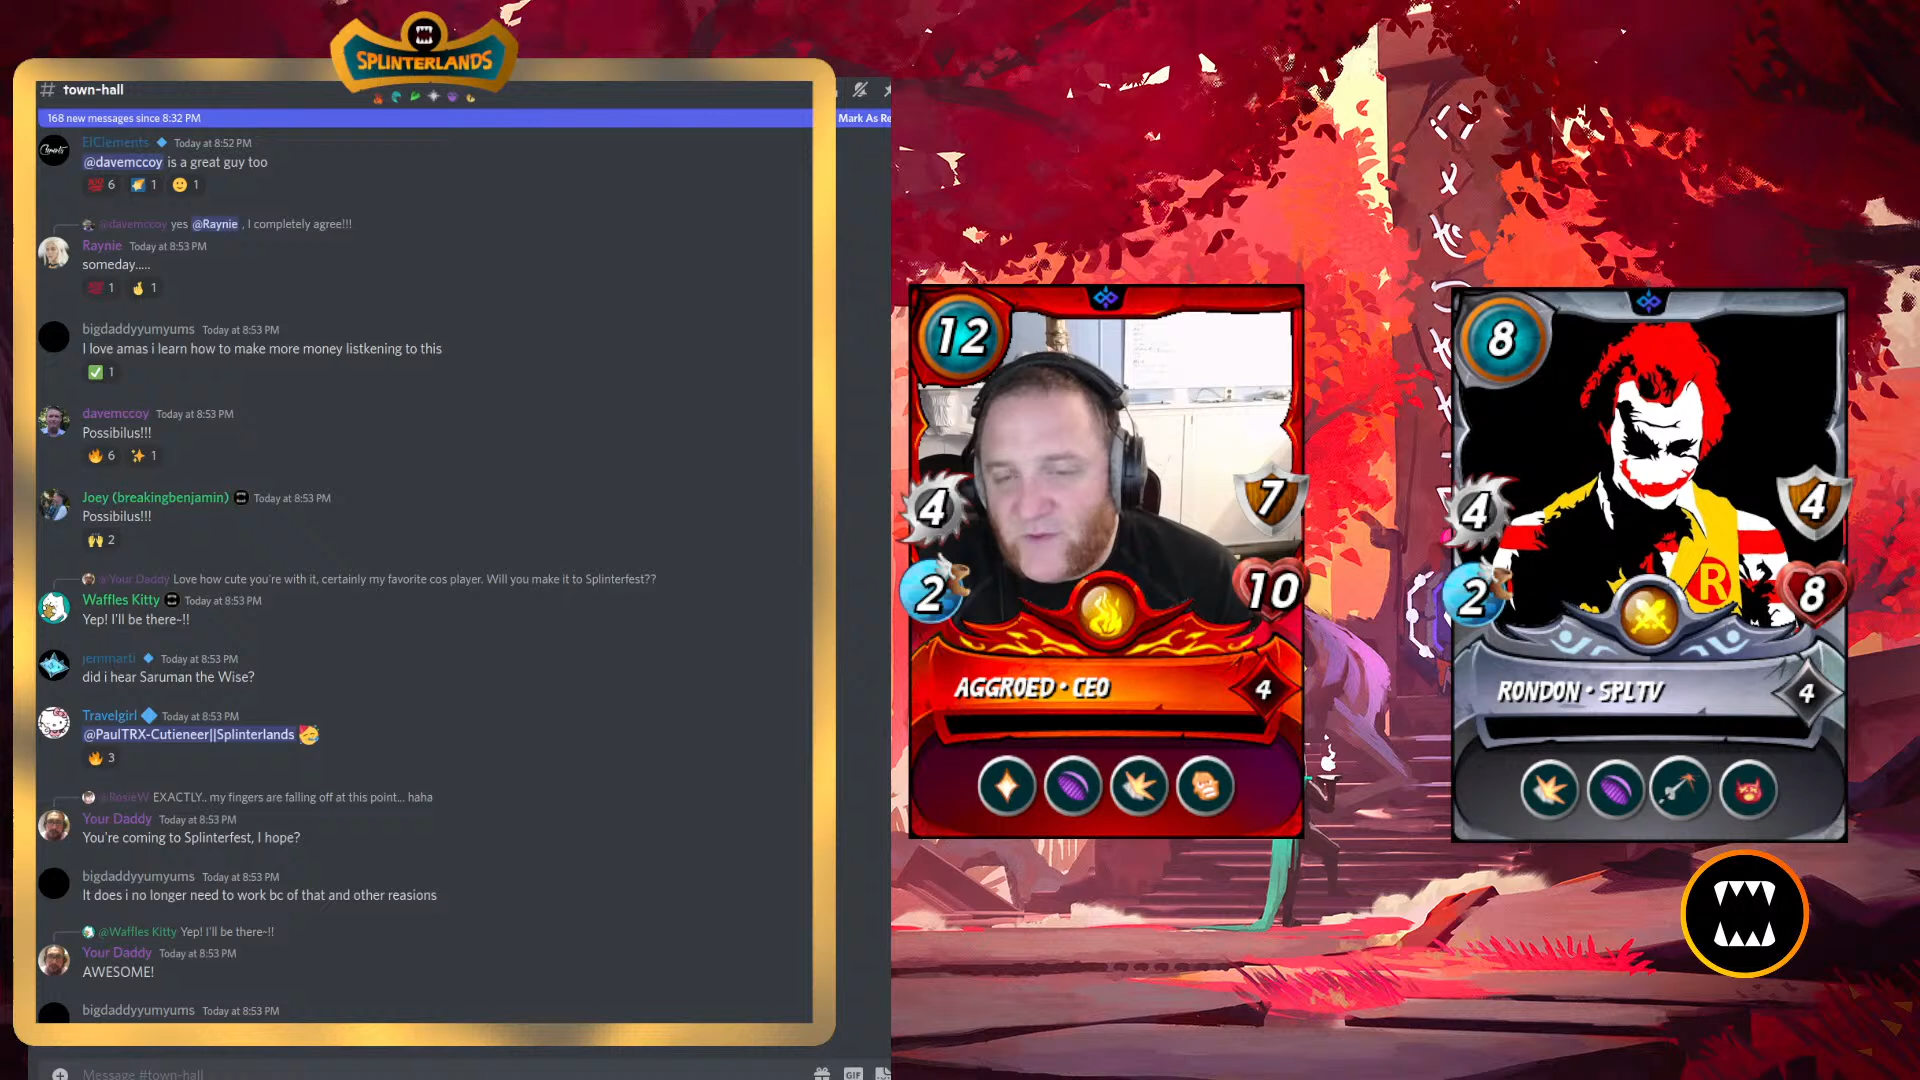 SPLINTERLANDS
# town-hall
168 new messages since 8:32 PM
Mark As Re
ElClements Today at 8:52 PM
@davemccoy is a great guy too
6 1 1
@davemccoy yes @Raynie , I completely agree!!!
Raynie Today at 8:53 PM
someday.....
1 1
bigdaddyyumyums Today at 8:53 PM
I love amas i learn how to make more money listkening to this
1
davemccoy Today at 8:53 PM
Possibilus!!!
6 1
Joey (breakingbenjamin) Today at 8:53 PM
Possibilus!!!
2
@Your Daddy Love how cute you're with it, certainly my favorite cos player. Will you make it to Splinterfest??
Waffles Kitty Today at 8:53 PM
Yep! I'll be there~!!
jemmarti Today at 8:53 PM
did i hear Saruman the Wise?
Travelgirl Today at 8:53 PM
@PaulTRX-Cutieneer||Splinterlands
3
@RosieW EXACTLY.. my fingers are falling off at this point... haha
Your Daddy Today at 8:53 PM
You're coming to Splinterfest, I hope?
bigdaddyyumyums Today at 8:53 PM
It does i no longer need to work bc of that and other reasions
@Waffles Kitty Yep! I'll be there~!!
Your Daddy Today at 8:53 PM
AWESOME!
bigdaddyyumyums Today at 8:53 PM
Message #town-hall
GIF
12
4
7
2
10
AGGROED • CEO
4
8
4
4
2
R
8
RONDON • SPLTV
4